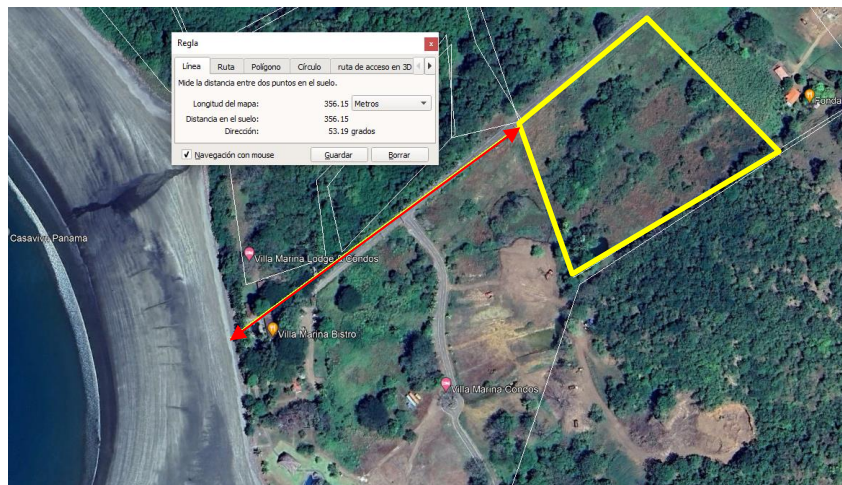 Regla
x
Línea Ruta Polígono Círculo ruta de acceso en 3D
Mide la distancia entre dos puntos en el suelo.
Longitud del mapa: 356.15 Metros
Distancia en el suelo: 356.15
Dirección: 53.19 grados
Navegación con mouse Guardar Borrar
Fonda
Casavivo Panama
Villa Marina Lodge & Condos
Villa Marina Bistro
Villa Marina Condos